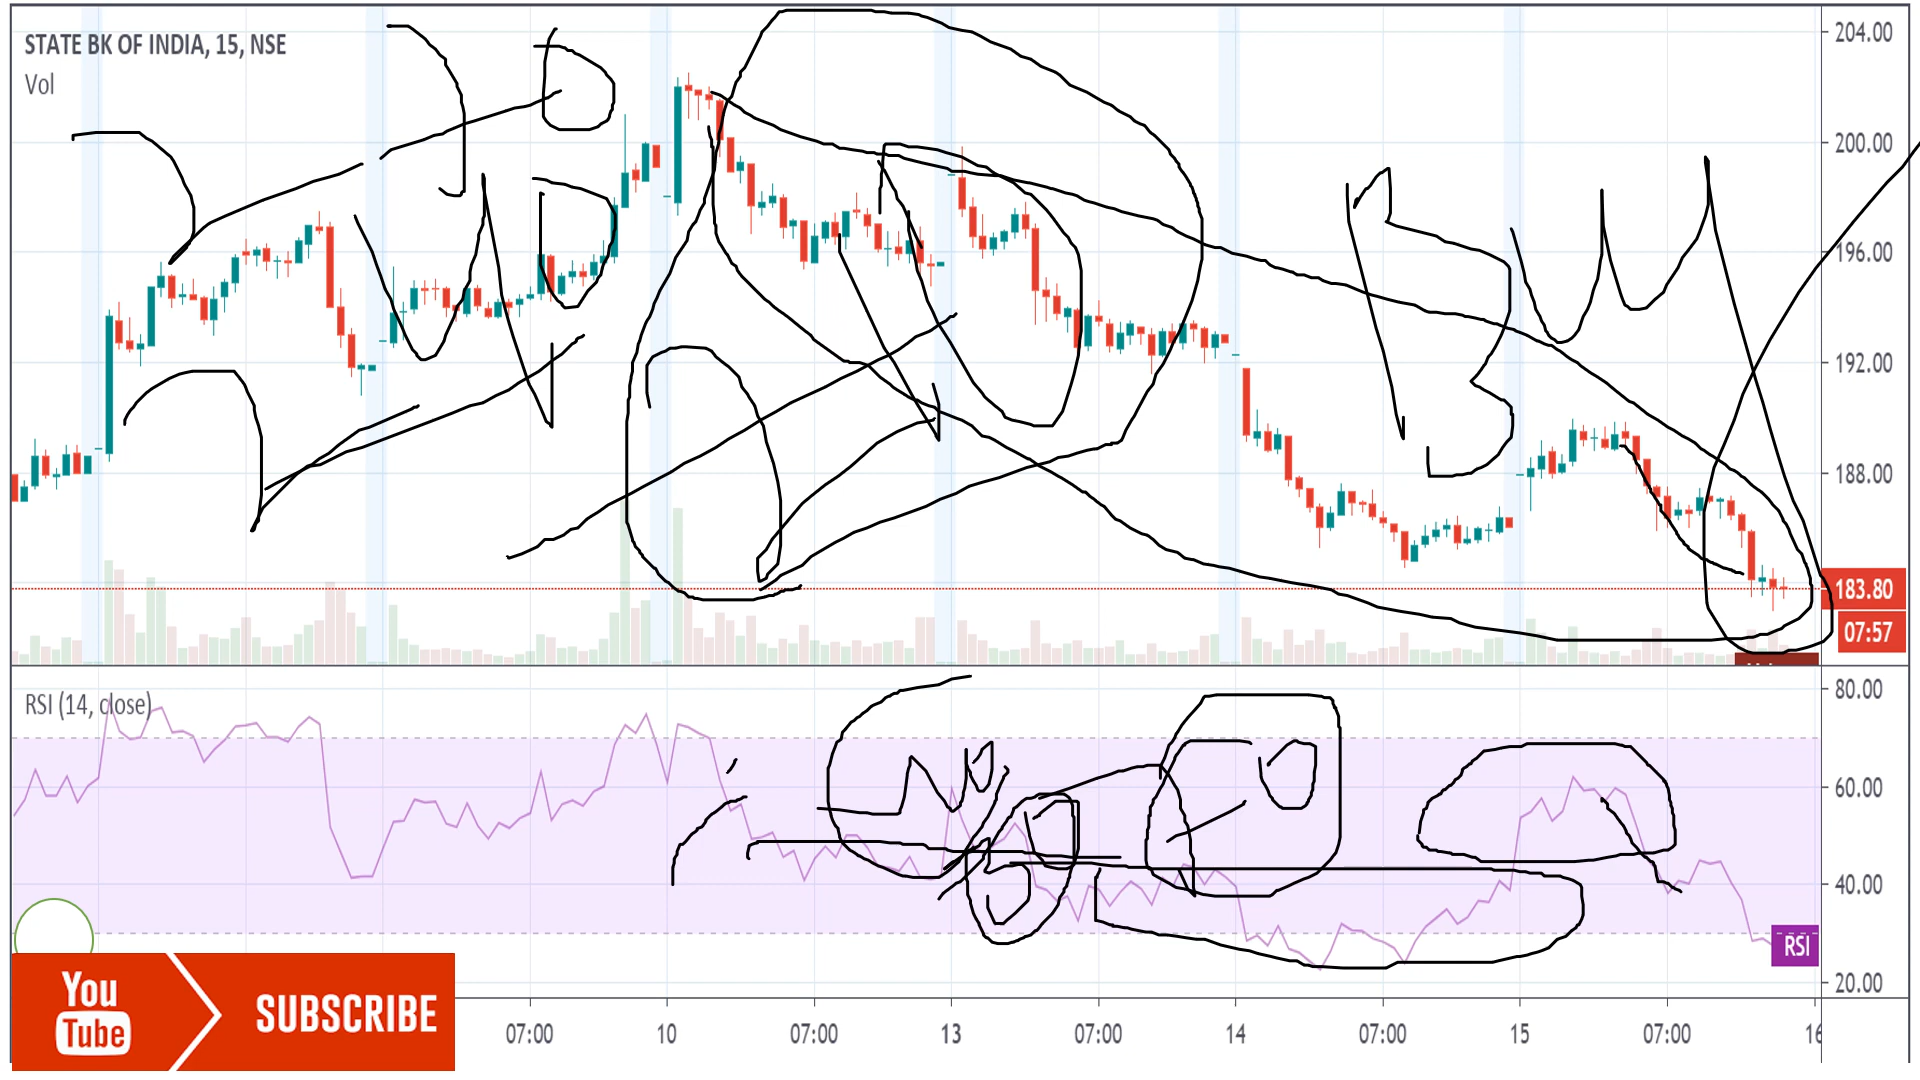 STATE BK OF INDIA, 15, NSE
Vol
UP
204.00
200.00
196.00
192.00
188.00
183.80
07:57
RSI (14, close)
80.00
60.00
40.00
20.00
RSI
You
Tube
SUBSCRIBE
07:00 10 07:00 13 07:00 14 07:00 15 07:00 16